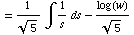 = 1/√5 ∫ 1/s ds − log(w)/√5